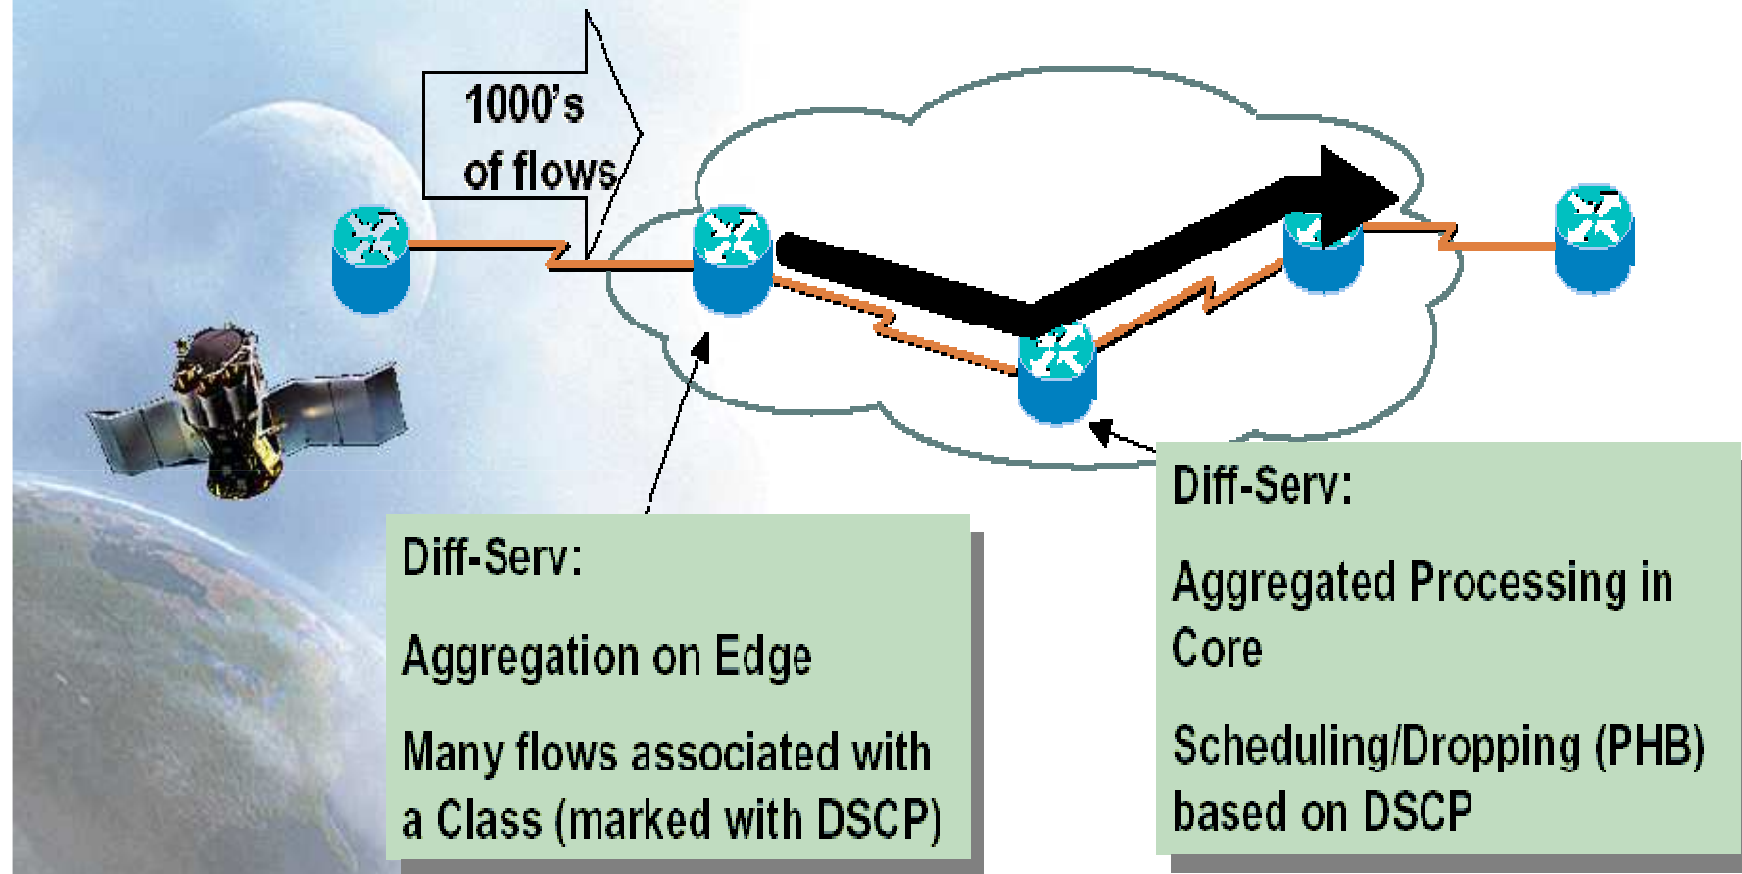 1000's
of flows
Diff-Serv:
Aggregation on Edge
Many flows associated with
a Class (marked with DSCP)
Diff-Serv:
Aggregated Processing in
Core
Scheduling/Dropping (PHB)
based on DSCP